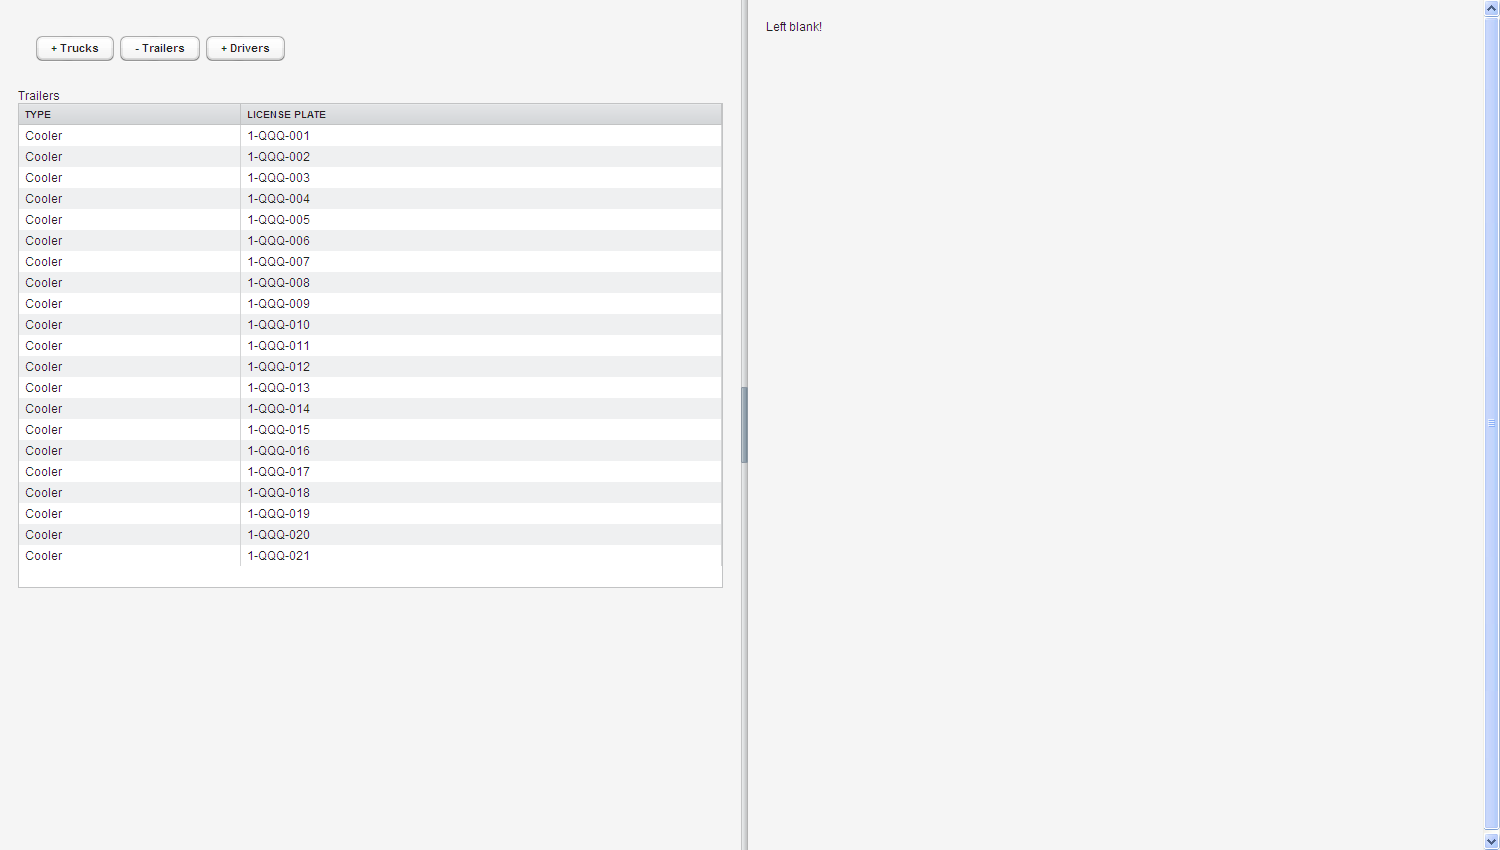 + Trucks - Trailers + Drivers
Left blank!
Trailers
TYPE LICENSE PLATE
Cooler 1-QQQ-001
Cooler 1-QQQ-002
Cooler 1-QQQ-003
Cooler 1-QQQ-004
Cooler 1-QQQ-005
Cooler 1-QQQ-006
Cooler 1-QQQ-007
Cooler 1-QQQ-008
Cooler 1-QQQ-009
Cooler 1-QQQ-010
Cooler 1-QQQ-011
Cooler 1-QQQ-012
Cooler 1-QQQ-013
Cooler 1-QQQ-014
Cooler 1-QQQ-015
Cooler 1-QQQ-016
Cooler 1-QQQ-017
Cooler 1-QQQ-018
Cooler 1-QQQ-019
Cooler 1-QQQ-020
Cooler 1-QQQ-021